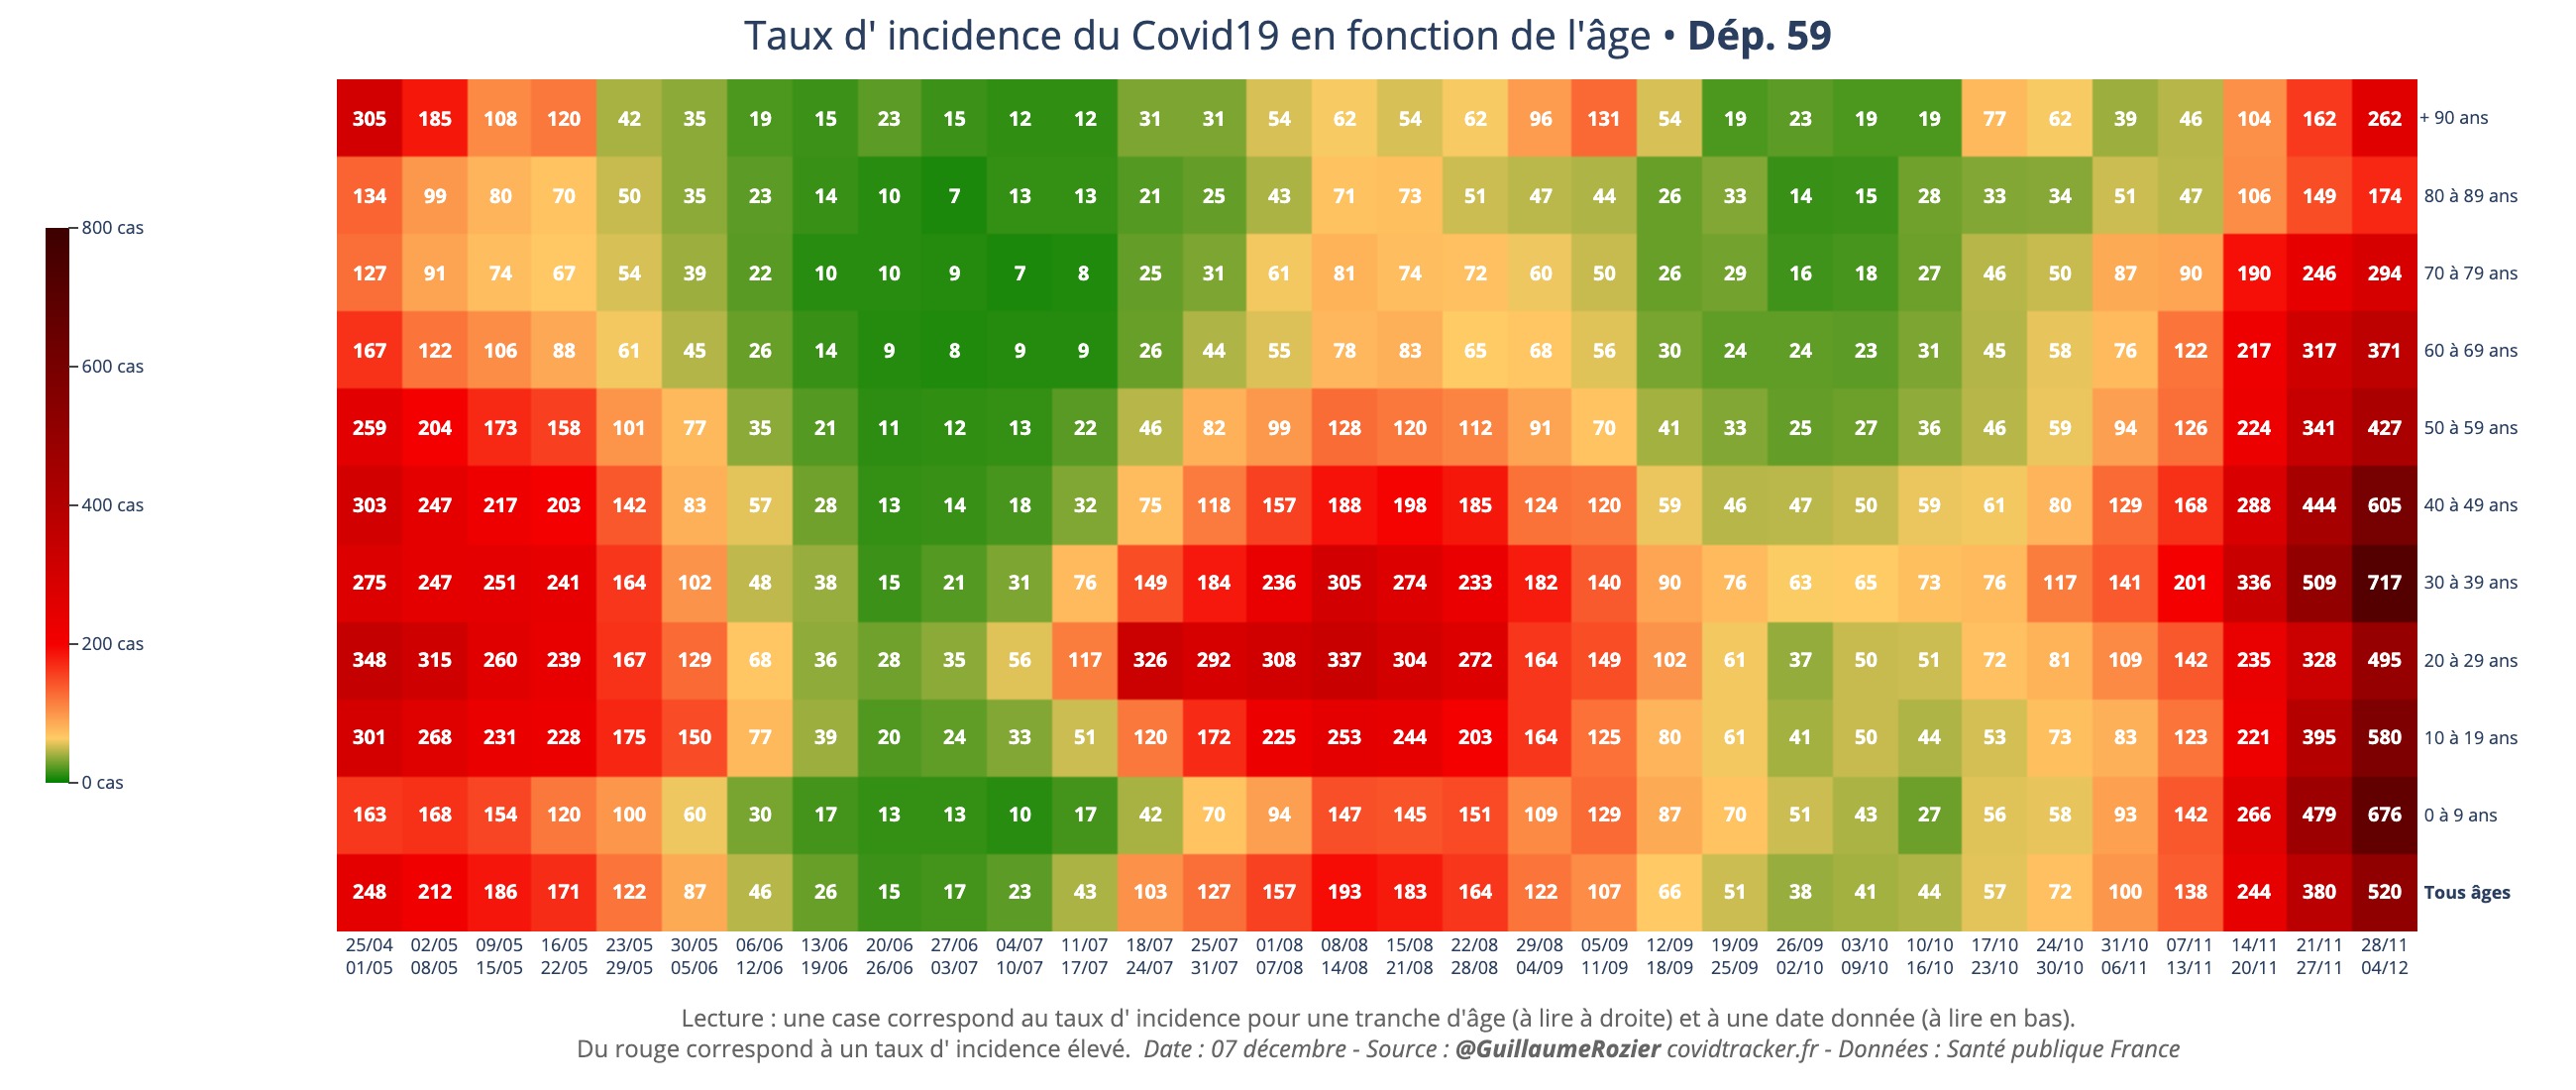 Taux d' incidence du Covid19 en fonction de l'âge • Dép. 59
800 cas
600 cas
400 cas
200 cas
0 cas
305 185 108 120 42 35 19 15 23 15 12 12 31 31 54 62 54 62 96 131 54 19 23 19 19 77 62 39 46 104 162 262 + 90 ans
134 99 80 70 50 35 23 14 10 7 13 13 21 25 43 71 73 51 47 44 26 33 14 15 28 33 34 51 47 106 149 174 80 à 89 ans
127 91 74 67 54 39 22 10 10 9 7 8 25 31 61 81 74 72 60 50 26 29 16 18 27 46 50 87 90 190 246 294 70 à 79 ans
167 122 106 88 61 45 26 14 9 8 9 9 26 44 55 78 83 65 68 56 30 24 24 23 31 45 58 76 122 217 317 371 60 à 69 ans
259 204 173 158 101 77 35 21 11 12 13 22 46 82 99 128 120 112 91 70 41 33 25 27 36 46 59 94 126 224 341 427 50 à 59 ans
303 247 217 203 142 83 57 28 13 14 18 32 75 118 157 188 198 185 124 120 59 46 47 50 59 61 80 129 168 288 444 605 40 à 49 ans
275 247 251 241 164 102 48 38 15 21 31 76 149 184 236 305 274 233 182 140 90 76 63 65 73 76 117 141 201 336 509 717 30 à 39 ans
348 315 260 239 167 129 68 36 28 35 56 117 326 292 308 337 304 272 164 149 102 61 37 50 51 72 81 109 142 235 328 495 20 à 29 ans
301 268 231 228 175 150 77 39 20 24 33 51 120 172 225 253 244 203 164 125 80 61 41 50 44 53 73 83 123 221 395 580 10 à 19 ans
163 168 154 120 100 60 30 17 13 13 10 17 42 70 94 147 145 151 109 129 87 70 51 43 27 56 58 93 142 266 479 676 0 à 9 ans
248 212 186 171 122 87 46 26 15 17 23 43 103 127 157 193 183 164 122 107 66 51 38 41 44 57 72 100 138 244 380 520 Tous âges
25/04 02/05 09/05 16/05 23/05 30/05 06/06 13/06 20/06 27/06 04/07 11/07 18/07 25/07 01/08 08/08 15/08 22/08 29/08 05/09 12/09 19/09 26/09 03/10 10/10 17/10 24/10 31/10 07/11 14/11 21/11 28/11
01/05 08/05 15/05 22/05 29/05 05/06 12/06 19/06 26/06 03/07 10/07 17/07 24/07 31/07 07/08 14/08 21/08 28/08 04/09 11/09 18/09 25/09 02/10 09/10 16/10 23/10 30/10 06/11 13/11 20/11 27/11 04/12
Lecture : une case correspond au taux d' incidence pour une tranche d'âge (à lire à droite) et à une date donnée (à lire en bas).
Du rouge correspond à un taux d' incidence élevé. Date : 07 décembre - Source : @GuillaumeRozier covidtracker.fr - Données : Santé publique France